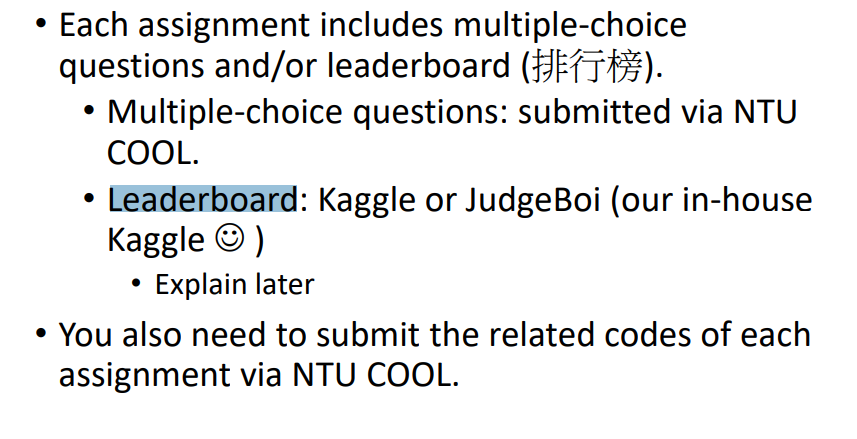 • Each assignment includes multiple-choice
questions and/or leaderboard (排行榜).
• Multiple-choice questions: submitted via NTU
COOL.
• Leaderboard: Kaggle or JudgeBoi (our in-house
Kaggle ☺ )
• Explain later
• You also need to submit the related codes of each
assignment via NTU COOL.